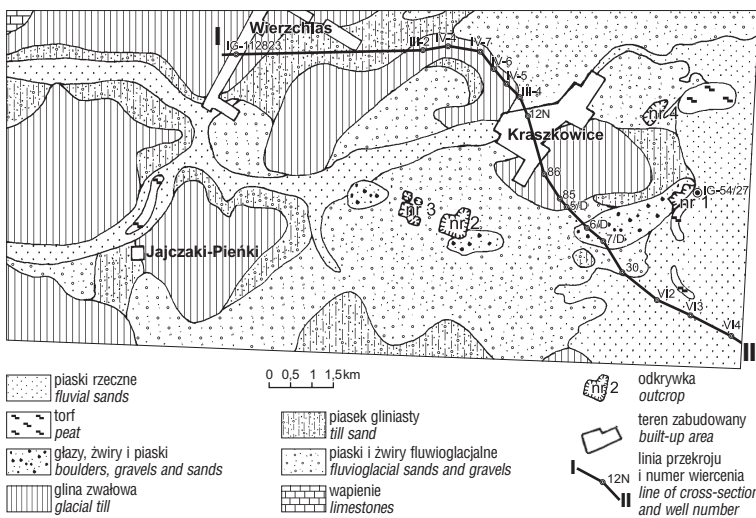 Wierzchlas
I
IG-112823
III-2
IV-4
IV-7
IV-6
IV-5
III-4
12N
Kraszkowice
nr 4
86
85
5/D
IG-54/27
nr 1
nr 3
nr 2
6/D
7/D
Jajczaki-Pieńki
30
VI2
VI3
VI4
II
0 0,5 1 1,5km
piaski rzeczne
fluvial sands
torf
peat
głazy, żwiry i piaski
boulders, gravels and sands
glina zwałowa
glacial till
piasek gliniasty
till sand
piaski i żwiry fluwioglacjalne
fluvioglacial sands and gravels
wapienie
limestones
nr 2
odkrywka
outcrop
teren zabudowany
built-up area
I
12N
II
linia przekroju
i numer wiercenia
line of cross-section
and well number